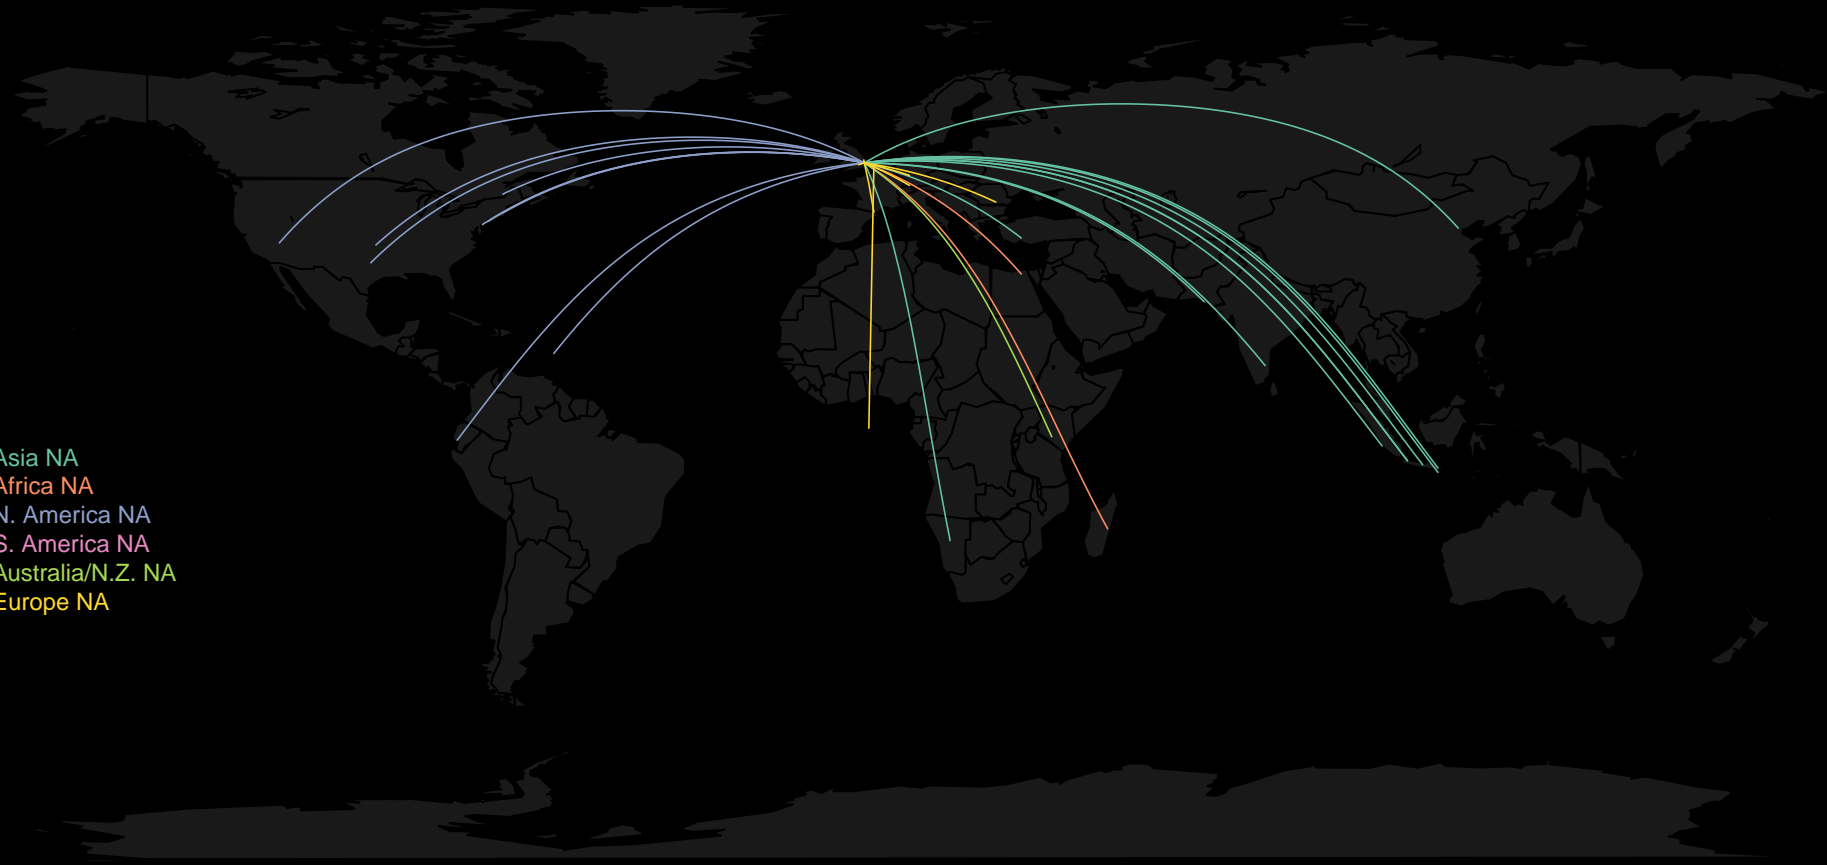 Asia NA
Africa NA
N. America NA
S. America NA
Australia/N.Z. NA
Europe NA